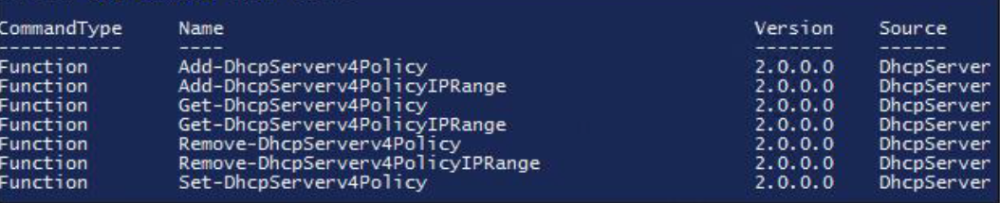 CommandType Name Version Source
----------- ---- ------- ------
Function Add-DhcpServerv4Policy 2.0.0.0 DhcpServer
Function Add-DhcpServerv4PolicyIPRange 2.0.0.0 DhcpServer
Function Get-DhcpServerv4Policy 2.0.0.0 DhcpServer
Function Get-DhcpServerv4PolicyIPRange 2.0.0.0 DhcpServer
Function Remove-DhcpServerv4Policy 2.0.0.0 DhcpServer
Function Remove-DhcpServerv4PolicyIPRange 2.0.0.0 DhcpServer
Function Set-DhcpServerv4Policy 2.0.0.0 DhcpServer